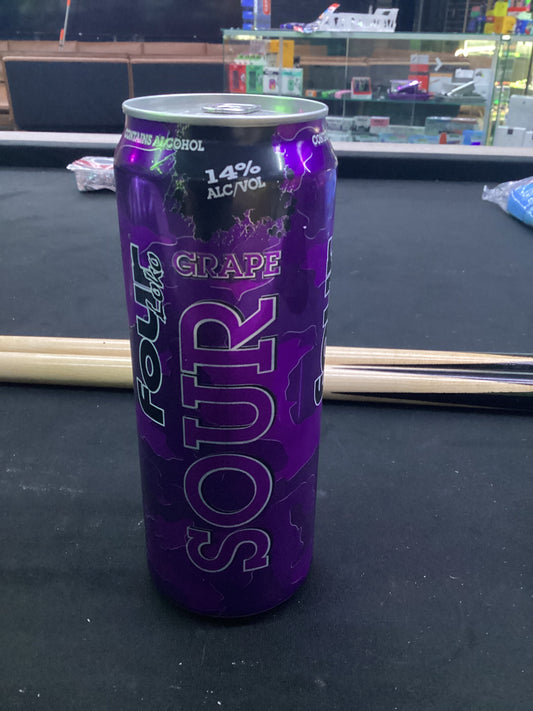 CONTAINS ALCOHOL
14%
ALC/VOL
GRAPE
SOUR
FOUR
Loko